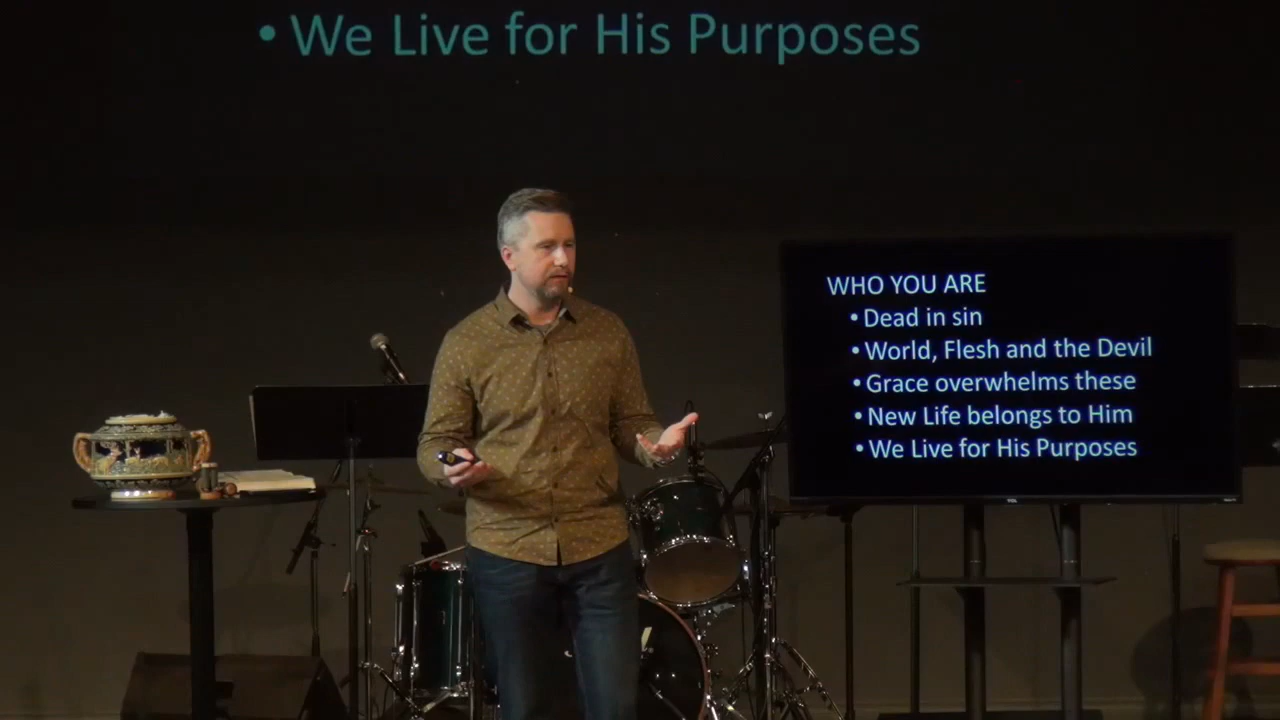 • We Live for His Purposes
WHO YOU ARE
• Dead in sin
• World, Flesh and the Devil
• Grace overwhelms these
• New Life belongs to Him
• We Live for His Purposes
TCL